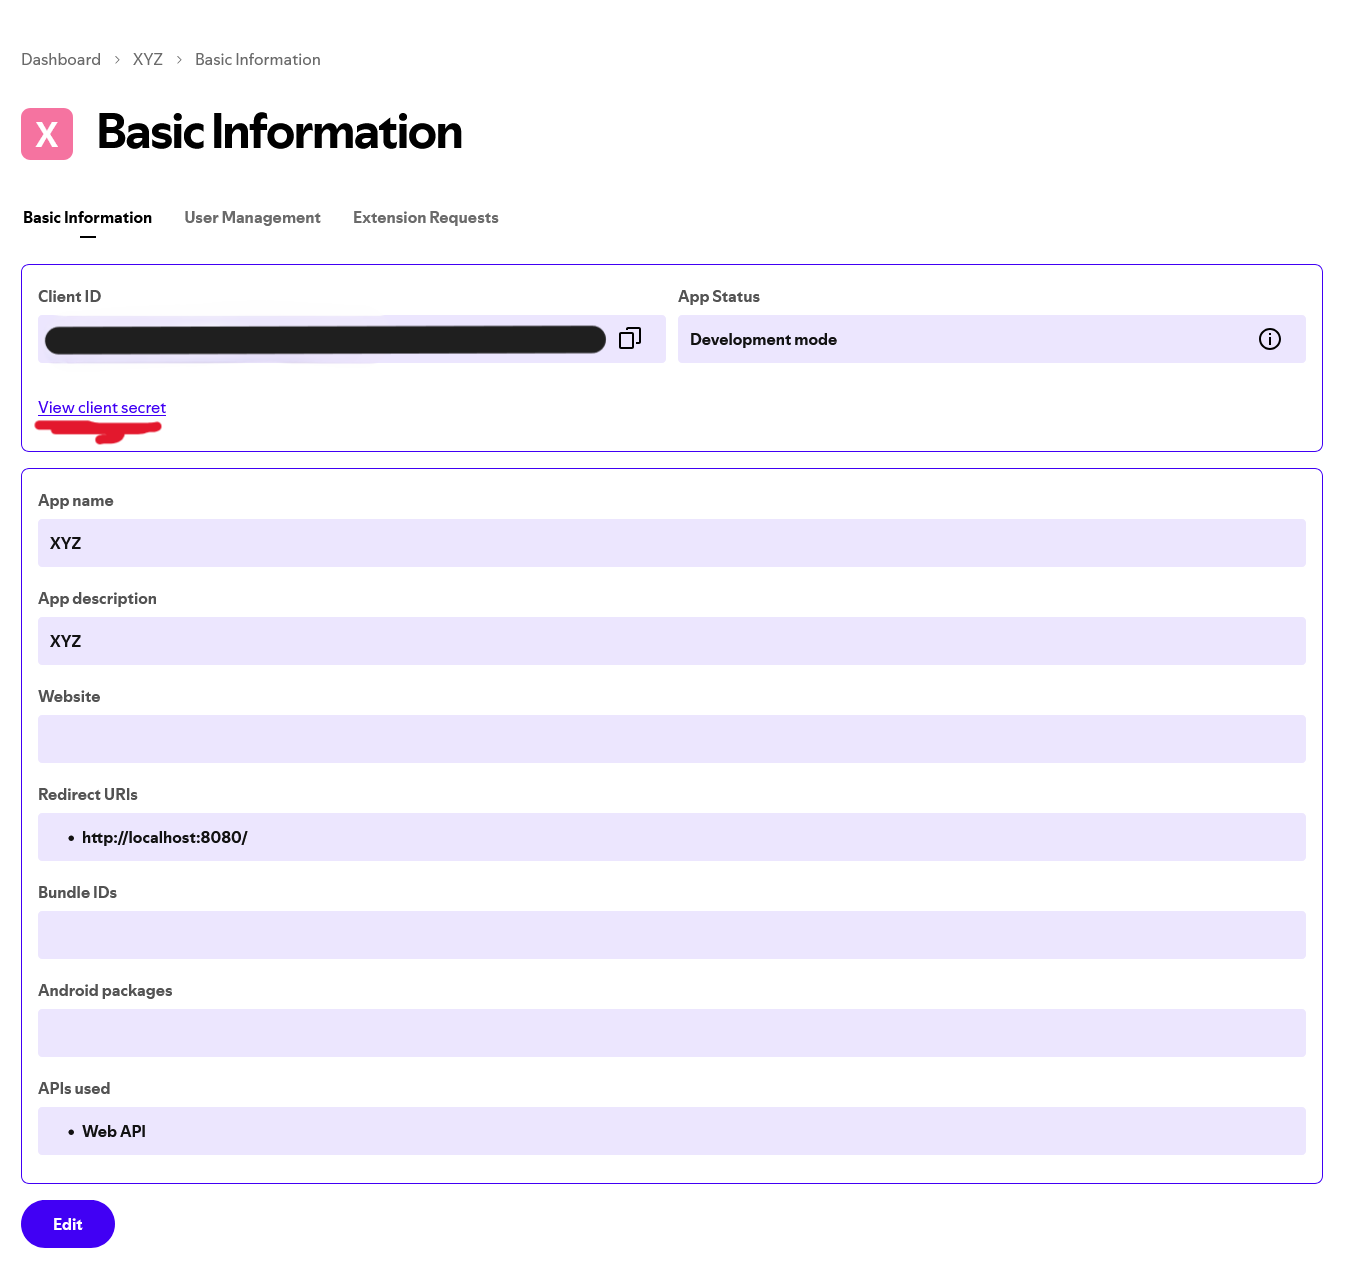 Dashboard > XYZ > Basic Information
X Basic Information
Basic Information User Management Extension Requests
Client ID App Status
Development mode
View client secret
App name
XYZ
App description
XYZ
Website
Redirect URIs
• http://localhost:8080/
Bundle IDs
Android packages
APIs used
• Web API
Edit